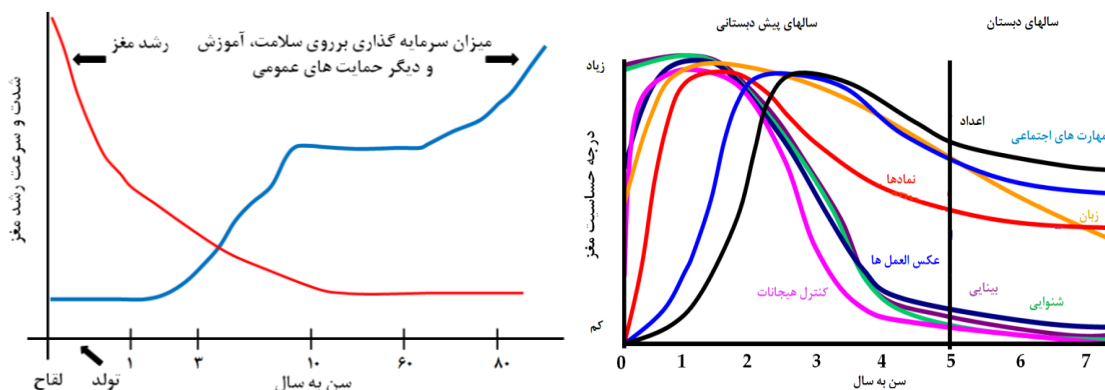 رشد مغز
میزان سرمایه گذاری برروی سلامت، آموزش
و دیگر حمایت های عمومی
شدت و سرعت رشد مغز
۱
۳
۱۰
۶۰
۸۰
لقاح
تولد
سن به سال
سالهای پیش دبستانی
سالهای دبستان
زیاد
درجه حساسیت مغز
کم
اعداد
مهارت های اجتماعی
نمادها
زبان
عکس العمل ها
کنترل هیجانات
بینایی
شنوایی
0
1
2
3
4
5
6
7
سن به سال